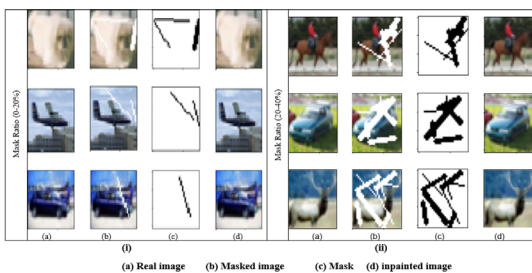 Mask Ratio (0-20%)
(a) (b) (c) (d)
(i)
Mask Ratio (20-40%)
(a) (b) (c) (d)
(ii)
(a) Real image (b) Masked image (c) Mask (d) inpainted image